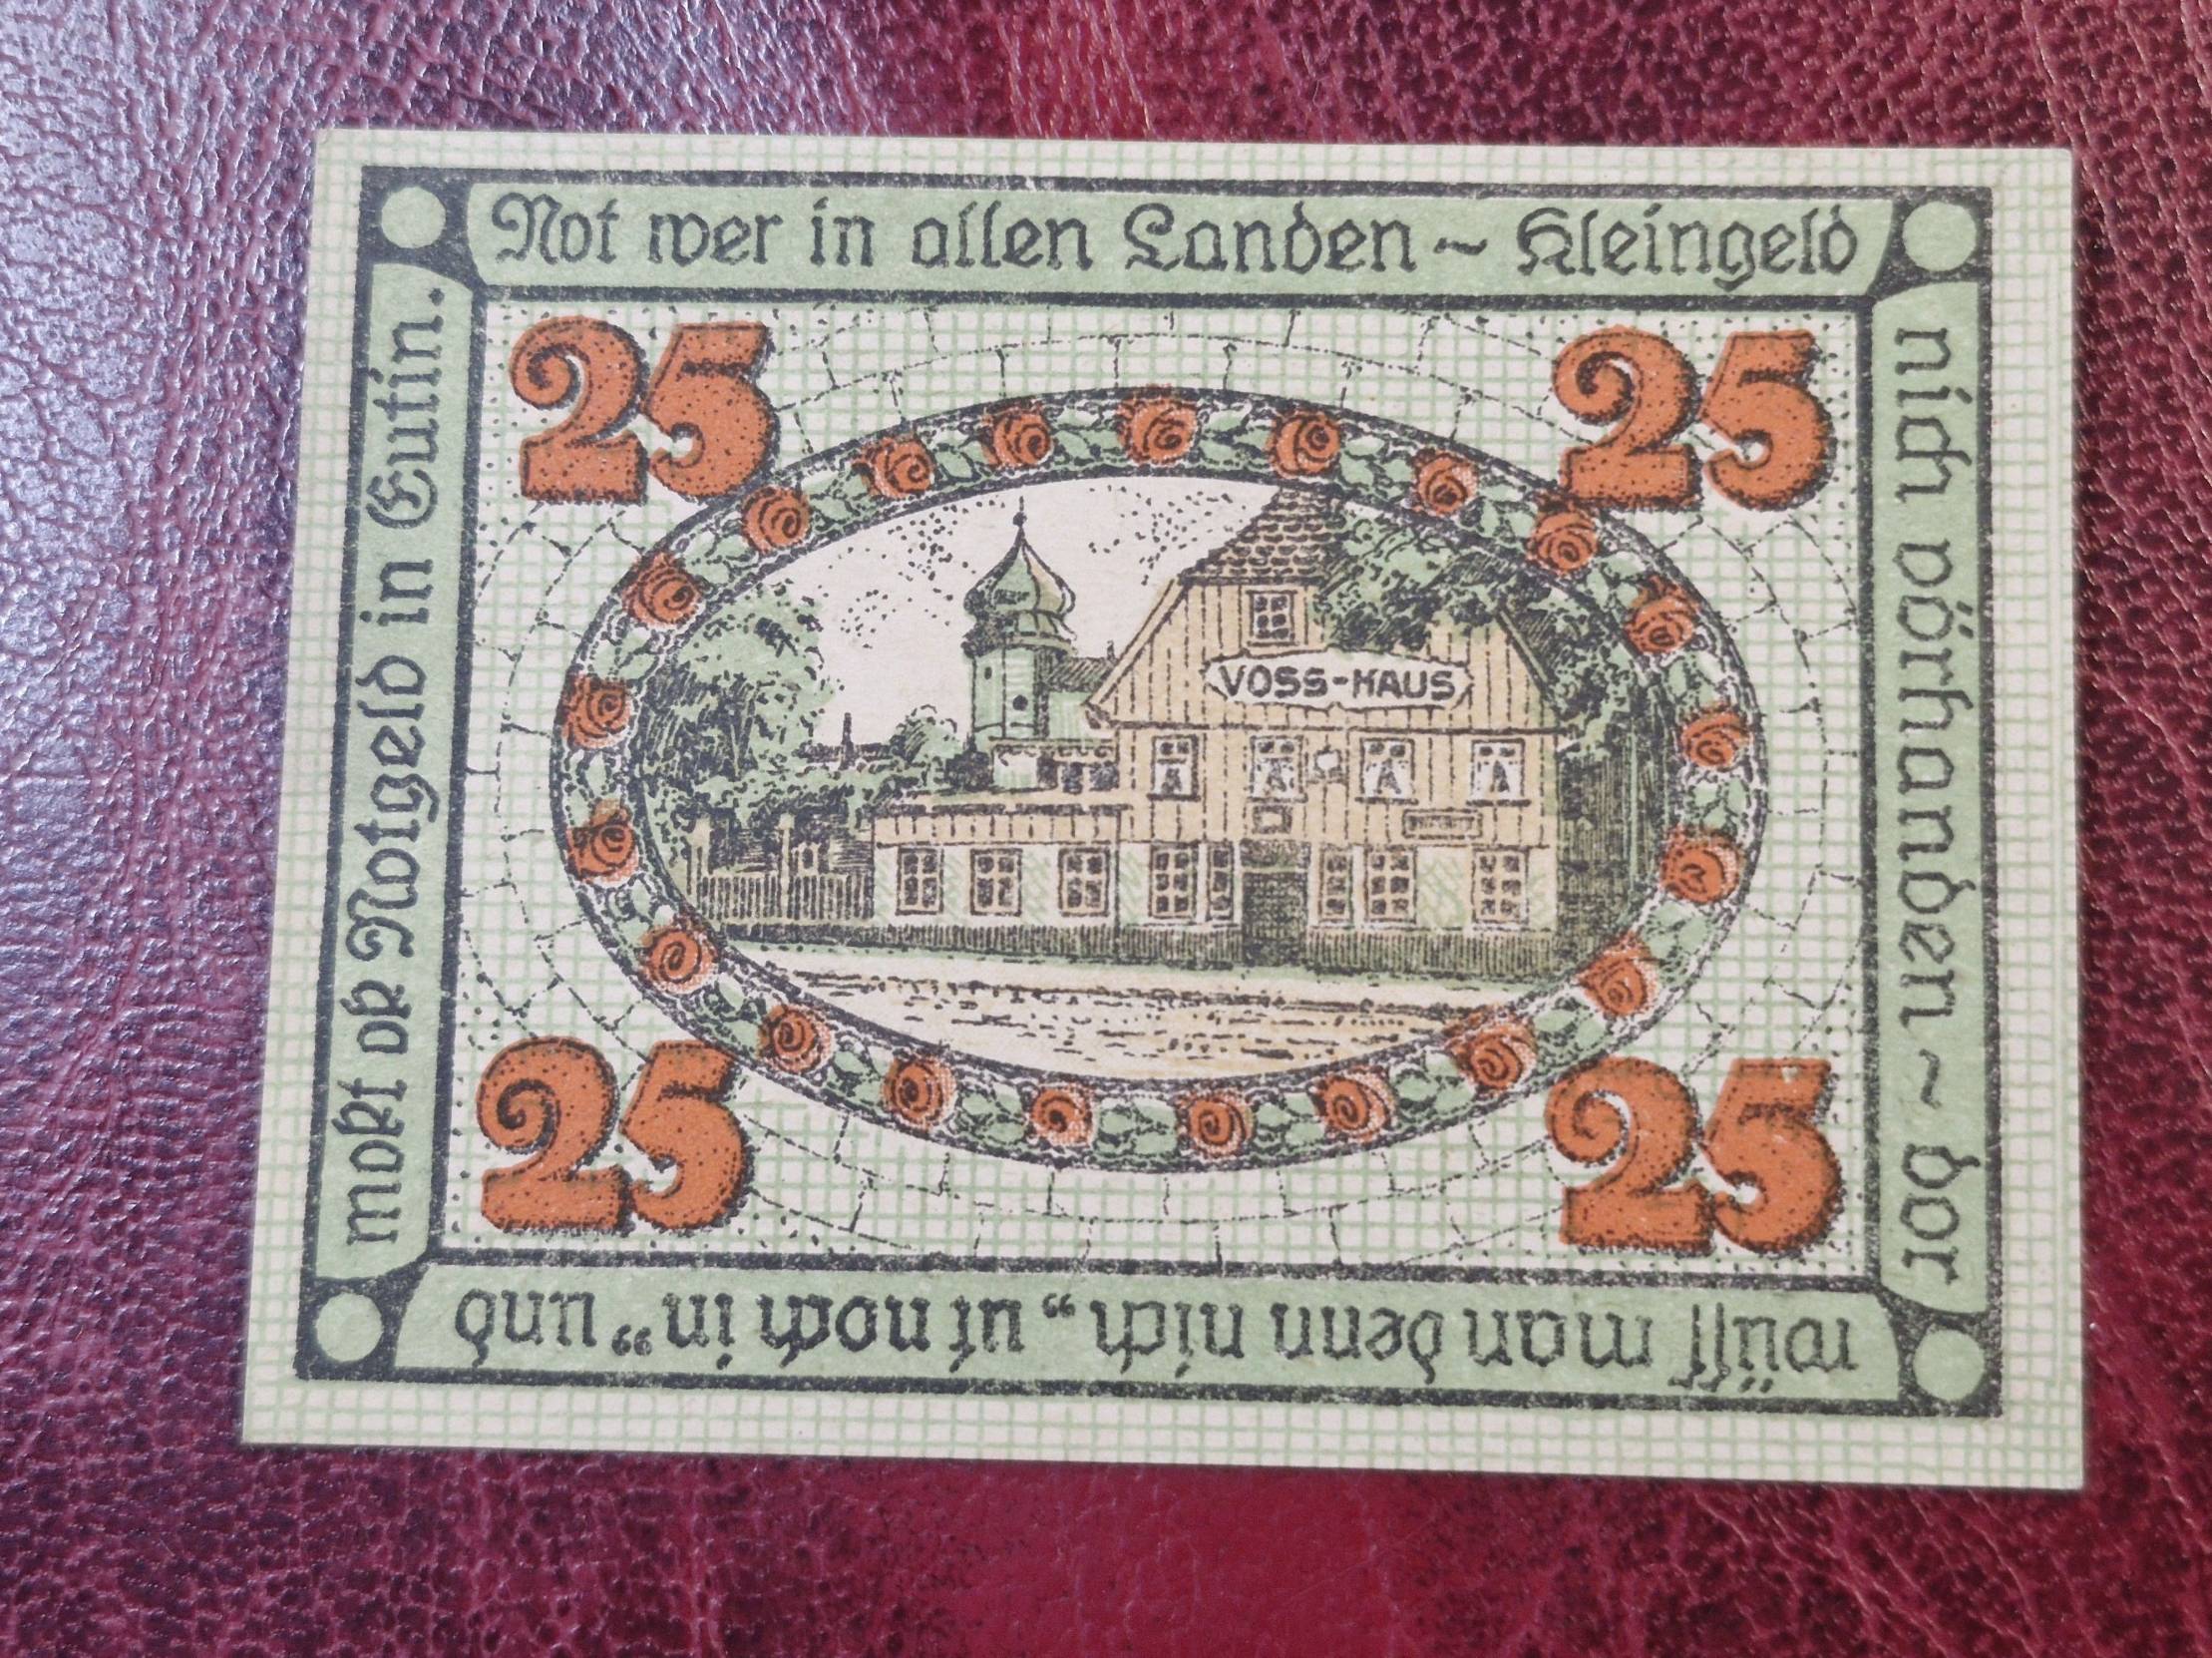 Not wer in allen Landen ~ Kleingeld
nich vörhanden ~ dor
müss man denn nich „ut noch in" und
mokt ok Notgeld in Eutin.
25
25
VOSS-HAUS
25
25